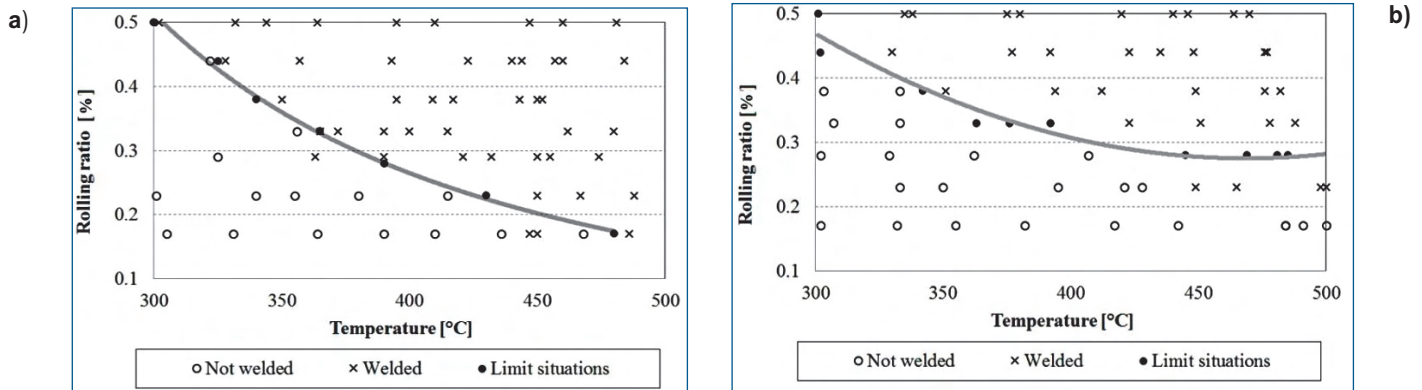 a)
0.5
0.4
0.3
0.2
0.1
Rolling ratio [%]
300 350 400 450 500
Temperature [°C]
Not welded Welded Limit situations
b)
0.5
0.4
0.3
0.2
0.1
Rolling ratio [%]
300 350 400 450 500
Temperature [°C]
Not welded Welded Limit situations